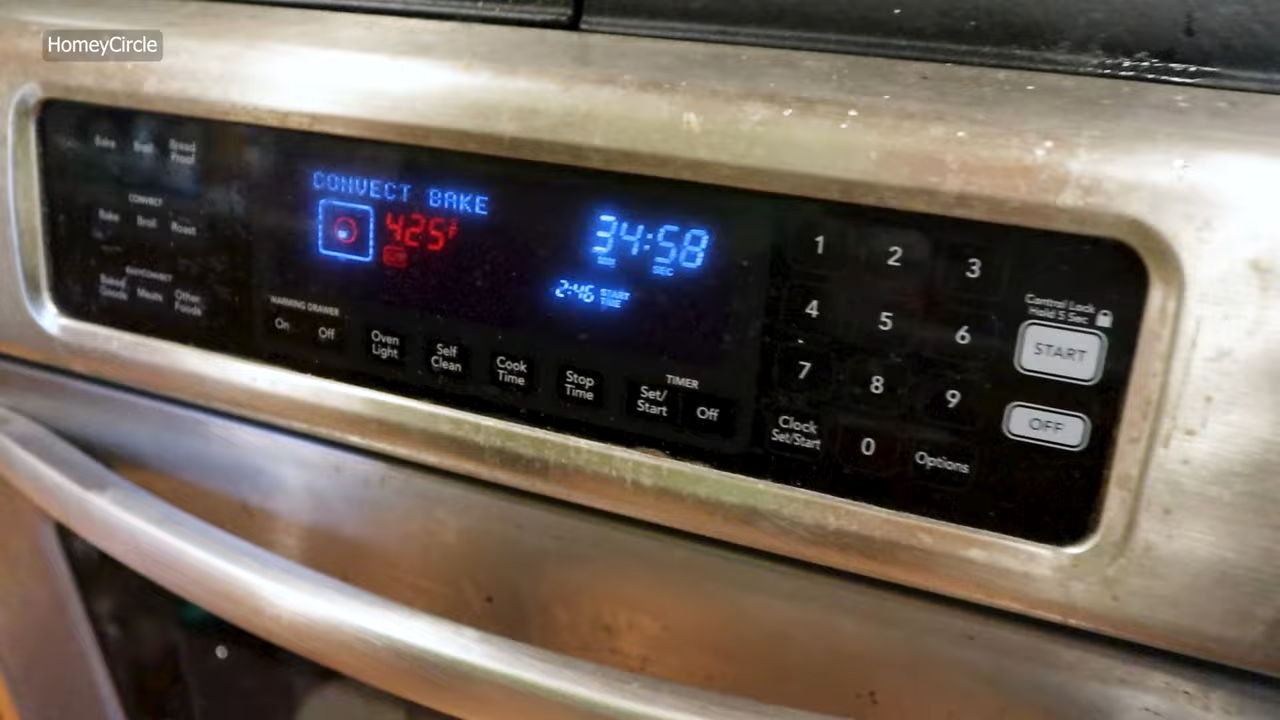 HomeyCircle
Bake Broil Bread Proof
CONVECT
Bake Broil Roast
EASYCONVECT
Baked Goods Meats Other Foods
CONVECT BAKE
425°F
34:58
MIN SEC
2:46 START TIME
WARMING DRAWER
On Off
Oven Light
Self Clean
Cook Time
Stop Time
TIMER
Set/Start Off
1 2 3
4 5 6
7 8 9
Clock Set/Start 0 Options
Control Lock
Hold 5 Sec
START
OFF